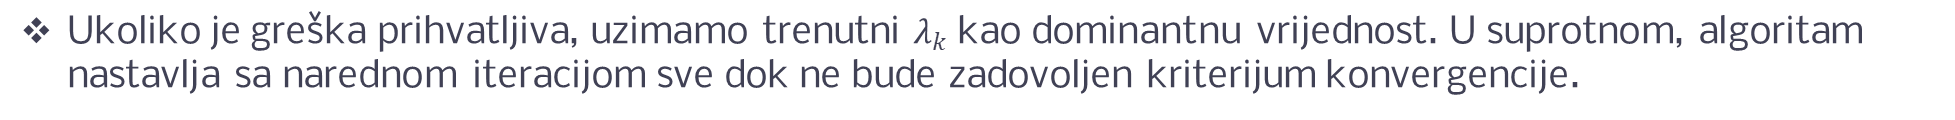 ❖ Ukoliko je greška prihvatljiva, uzimamo trenutni λₖ kao dominantnu vrijednost. U suprotnom, algoritam
nastavlja sa narednom iteracijom sve dok ne bude zadovoljen kriterijum konvergencije.